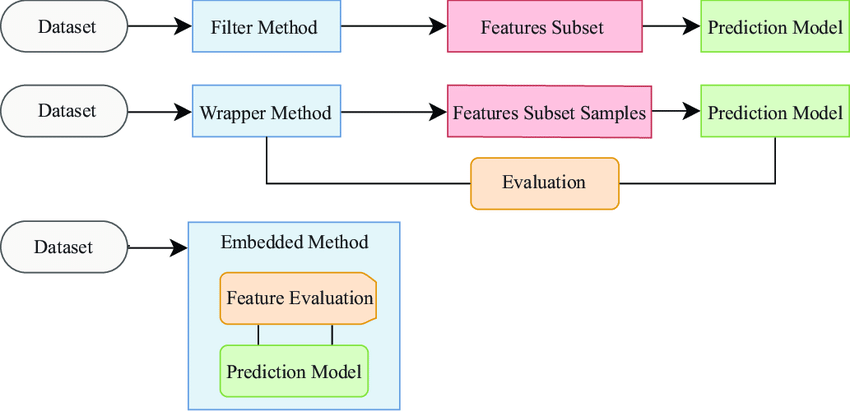 Dataset
Filter Method
Features Subset
Prediction Model
Dataset
Wrapper Method
Features Subset Samples
Prediction Model
Evaluation
Dataset
Embedded Method
Feature Evaluation
Prediction Model